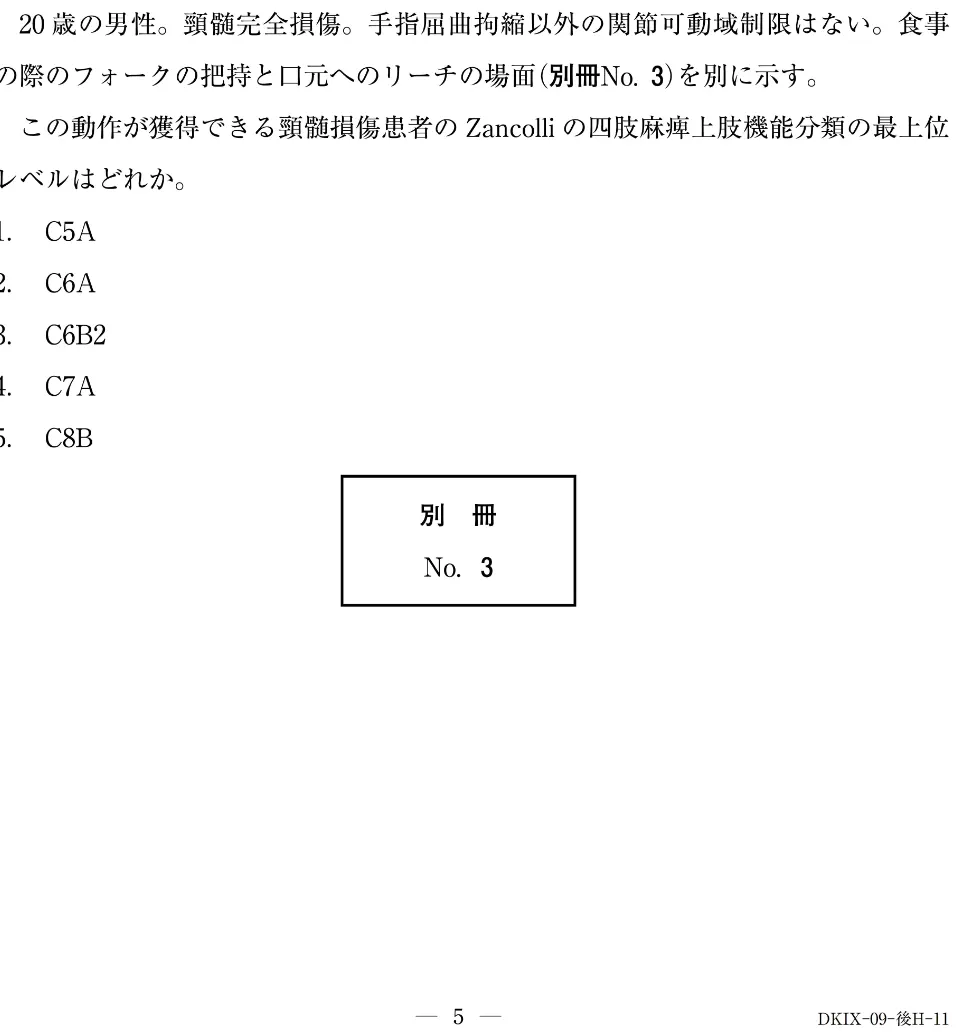 20 歳の男性。頸髄完全損傷。手指屈曲拘縮以外の関節可動域制限はない。食事
の際のフォークの把持と口元へのリーチの場面(別冊No. 3)を別に示す。
この動作が獲得できる頸髄損傷患者の Zancolli の四肢麻痺上肢機能分類の最上位
レベルはどれか。
1. C5A
2. C6A
3. C6B2
4. C7A
5. C8B
別 冊
No. 3
— 5 —
DKIX-09-後H-11